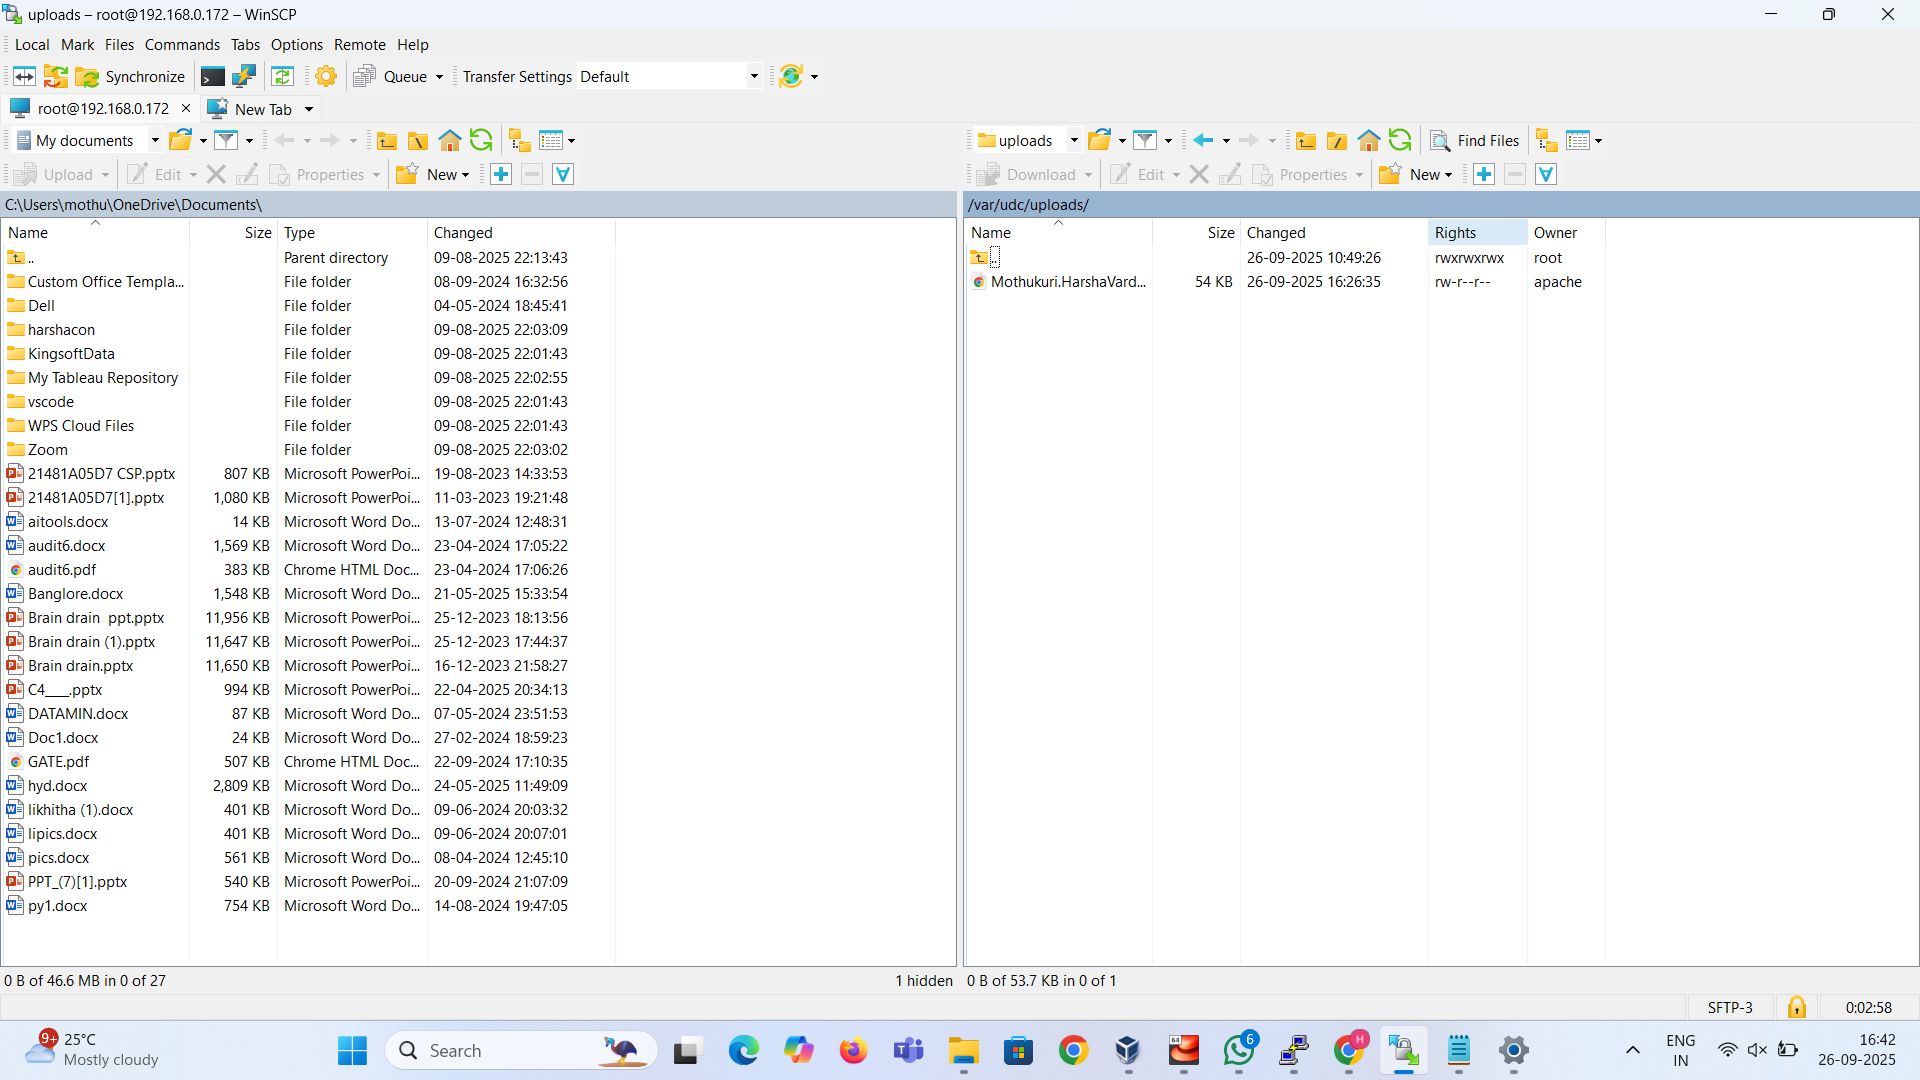 uploads – root@192.168.0.172 – WinSCP
Local Mark Files Commands Tabs Options Remote Help
Synchronize Queue Transfer Settings Default
root@192.168.0.172 New Tab
My documents
Upload Edit Properties New
C:\Users\mothu\OneDrive\Documents\
Name Size Type Changed
.. Parent directory 09-08-2025 22:13:43
Custom Office Templa... File folder 08-09-2024 16:32:56
Dell File folder 04-05-2024 18:45:41
harshacon File folder 09-08-2025 22:03:09
KingsoftData File folder 09-08-2025 22:01:43
My Tableau Repository File folder 09-08-2025 22:02:55
vscode File folder 09-08-2025 22:01:43
WPS Cloud Files File folder 09-08-2025 22:01:43
Zoom File folder 09-08-2025 22:03:02
21481A05D7 CSP.pptx 807 KB Microsoft PowerPoi... 19-08-2023 14:33:53
21481A05D7[1].pptx 1,080 KB Microsoft PowerPoi... 11-03-2023 19:21:48
aitools.docx 14 KB Microsoft Word Do... 13-07-2024 12:48:31
audit6.docx 1,569 KB Microsoft Word Do... 23-04-2024 17:05:22
audit6.pdf 383 KB Chrome HTML Doc... 23-04-2024 17:06:26
Banglore.docx 1,548 KB Microsoft Word Do... 21-05-2025 15:33:54
Brain drain  ppt.pptx 11,956 KB Microsoft PowerPoi... 25-12-2023 18:13:56
Brain drain (1).pptx 11,647 KB Microsoft PowerPoi... 25-12-2023 17:44:37
Brain drain.pptx 11,650 KB Microsoft PowerPoi... 16-12-2023 21:58:27
C4___.pptx 994 KB Microsoft PowerPoi... 22-04-2025 20:34:13
DATAMIN.docx 87 KB Microsoft Word Do... 07-05-2024 23:51:53
Doc1.docx 24 KB Microsoft Word Do... 27-02-2024 18:59:23
GATE.pdf 507 KB Chrome HTML Doc... 22-09-2024 17:10:35
hyd.docx 2,809 KB Microsoft Word Do... 24-05-2025 11:49:09
likhitha (1).docx 401 KB Microsoft Word Do... 09-06-2024 20:03:32
lipics.docx 401 KB Microsoft Word Do... 09-06-2024 20:07:01
pics.docx 561 KB Microsoft Word Do... 08-04-2024 12:45:10
PPT_(7)[1].pptx 540 KB Microsoft PowerPoi... 20-09-2024 21:07:09
py1.docx 754 KB Microsoft Word Do... 14-08-2024 19:47:05
0 B of 46.6 MB in 0 of 27 1 hidden
uploads Find Files
Download Edit Properties New
/var/udc/uploads/
Name Size Changed Rights Owner
.. 26-09-2025 10:49:26 rwxrwxrwx root
Mothukuri.HarshaVard... 54 KB 26-09-2025 16:26:35 rw-r--r-- apache
0 B of 53.7 KB in 0 of 1
SFTP-3 0:02:58
9+ 25°C
Mostly cloudy
Search
64
6
H
ENG
IN
16:42
26-09-2025